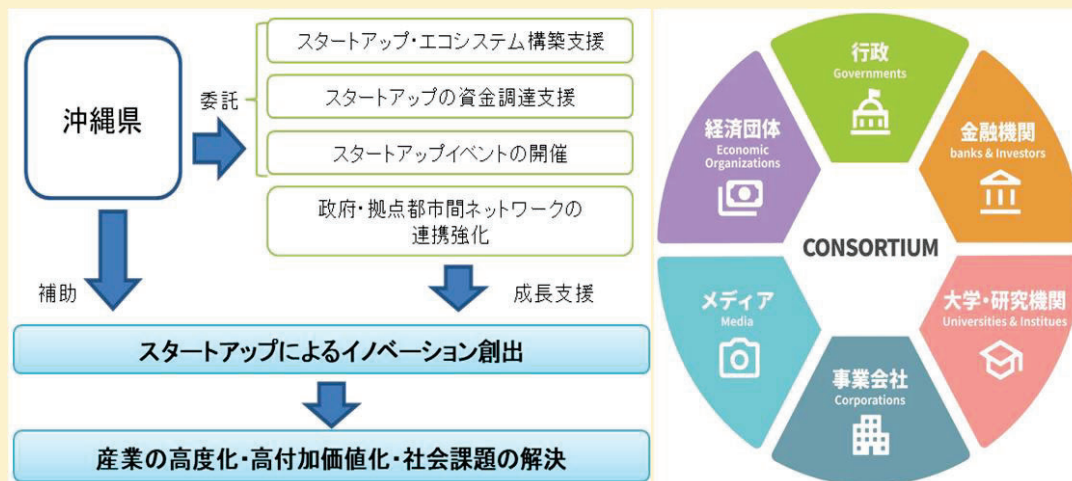 沖縄県
委託
スタートアップ・エコシステム構築支援
スタートアップの資金調達支援
スタートアップイベントの開催
政府・拠点都市間ネットワークの
連携強化
補助
成長支援
スタートアップによるイノベーション創出
産業の高度化・高付加価値化・社会課題の解決
行政
Governments
金融機関
banks & Investors
大学・研究機関
Universities & Institues
事業会社
Corporations
メディア
Media
経済団体
Economic
Organizations
CONSORTIUM